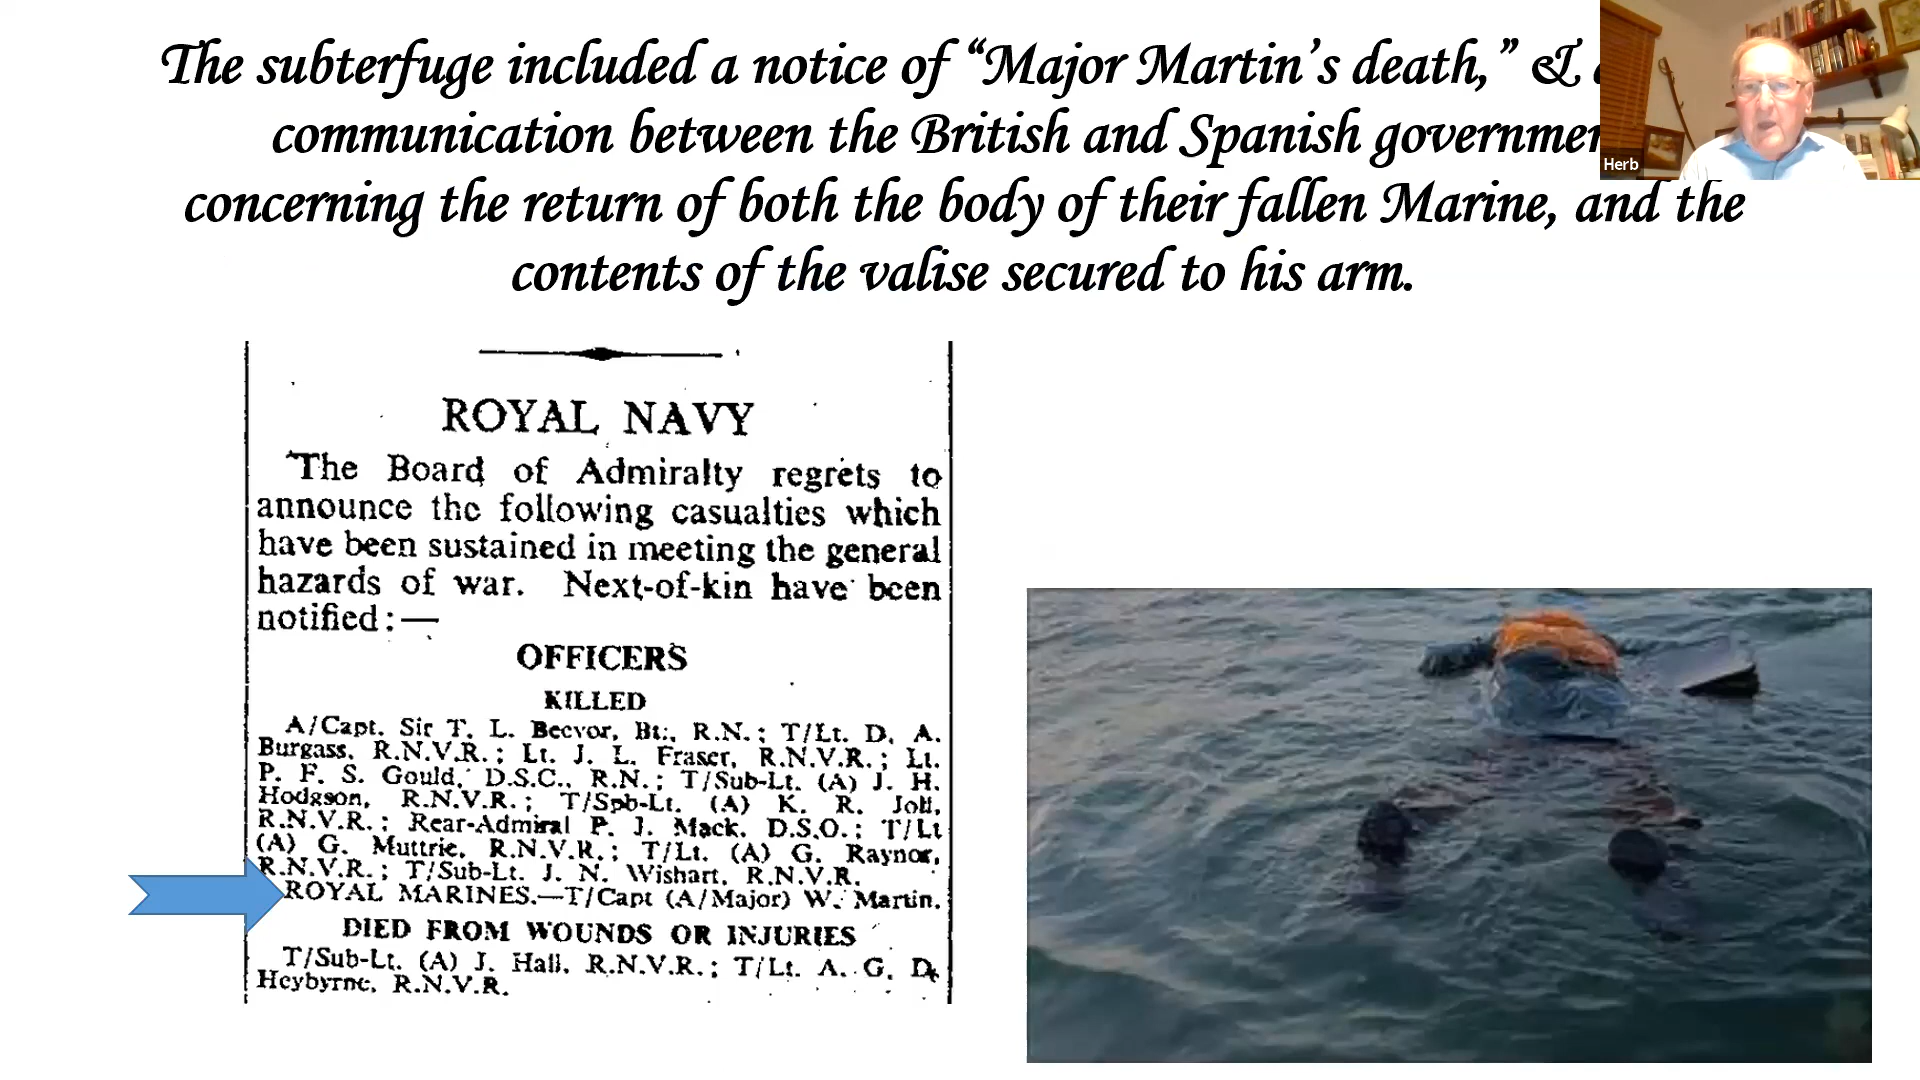 The subterfuge included a notice of “Major Martin’s death,” &
communication between the British and Spanish
concerning the return of both the body of their fallen Marine, and the
contents of the valise secured to his arm.
Herb
ROYAL NAVY
The Board of Admiralty regrets to
announce the following casualties which
have been sustained in meeting the general
hazards of war. Next-of-kin have been
notified:—
OFFICERS
KILLED
A/Capt. Sir T. L. Beevor, Bt., R.N.; T/Lt. D. A.
Burgass, R.N.V.R.; Lt. J. L. Fraser, R.N.V.R.; Lt.
P. F. S. Gould, D.S.C., R.N.; T/Sub-Lt. (A) J. H.
Hodgson, R.N.V.R.; T/Sub-Lt. (A) K. R. Joll,
R.N.V.R.; Rear-Admiral P. J. Mack, D.S.O.; T/Lt
(A) G. Muttrie, R.N.V.R.; T/Lt. (A) G. Raynor,
R.N.V.R.; T/Sub-Lt. J. N. Wishart, R.N.V.R.
ROYAL MARINES.—T/Capt (A/Major) W. Martin.
DIED FROM WOUNDS OR INJURIES
T/Sub-Lt. (A) J. Hall, R.N.V.R.; T/Lt. A. G. D.
Heybyrne, R.N.V.R.